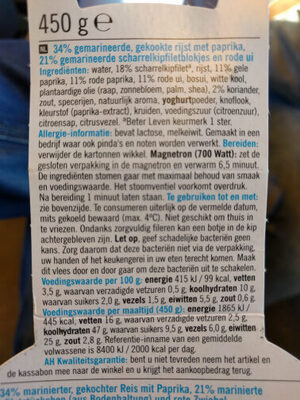 450 g e
NL 34% gemarineerde, gekookte rijst met paprika,
21% gemarineerde scharrelkipfiletblokjes en rode ui
Ingrediënten: water, 18% scharrelkipfilet*, rijst, 11% gele
paprika, 11% rode paprika, 11% rode ui, bosui, witte kool,
plantaardige olie (raap, zonnebloem, palm, shea), 2% koriander,
zout, specerijen, natuurlijk aroma, yoghurtpoeder, knoflook,
kleurstof (paprika-extract), kruiden, voedingszuur (citroenzuur),
citroensap, citrusvezel. *Beter Leven keurmerk 1 ster.
Allergie-informatie: bevat lactose, melkeiwit. Gemaakt in een
bedrijf waar ook pinda's en noten worden verwerkt. Bereiden:
verwijder de kartonnen wikkel. Magnetron (700 Watt): zet de
gesloten verpakking in de magnetron en verwarm 6,5 minuut.
De ingrediënten stomen gaar met maximaal behoud van smaak
en voedingswaarde. Het stoomventiel voorkomt overdruk.
Na bereiding 1 minuut laten staan. Te gebruiken tot en met:
zie bovenzijde. Te consumeren uiterlijk op de vermelde datum,
mits gekoeld bewaard (max. 4ºC). Niet geschikt om thuis in
te vriezen. Ondanks zorgvuldig fileren kan een botje in de kip
achtergebleven zijn. Let op, geef schadelijke bacteriën geen
kans. Zorg daarom dat deze bacteriën niet via de verpakking,
uw handen of het keukengerei in uw eten terecht komen. Maak
dit vlees door en door gaar om deze bacteriën uit te schakelen.
Voedingswaarde per 100 g: energie 415 kJ / 99 kcal, vetten
3,5 g, waarvan verzadigde vetzuren 0,5 g, koolhydraten 10 g,
waarvan suikers 2,0 g, vezels 1,5 g, eiwitten 5,5 g, zout 0,6 g.
Voedingswaarde per maaltijd (450 g): energie 1865 kJ /
445 kcal, vetten 16 g, waarvan verzadigde vetzuren 2,5 g,
koolhydraten 47 g, waarvan suikers 9,5 g, vezels 6,0 g, eiwitten
25 g, zout 2,8 g. Referentie-inname van een gemiddelde
volwassene is 8400 kJ / 2000 kcal per dag.
AH Kwaliteitsgarantie: bent u niet tevreden neem het artikel en
de kassabon mee naar de winkel en u krijgt het aankoopbedrag terug.
34% marinierter, gekochter Reis mit Paprika, 21% marinierte